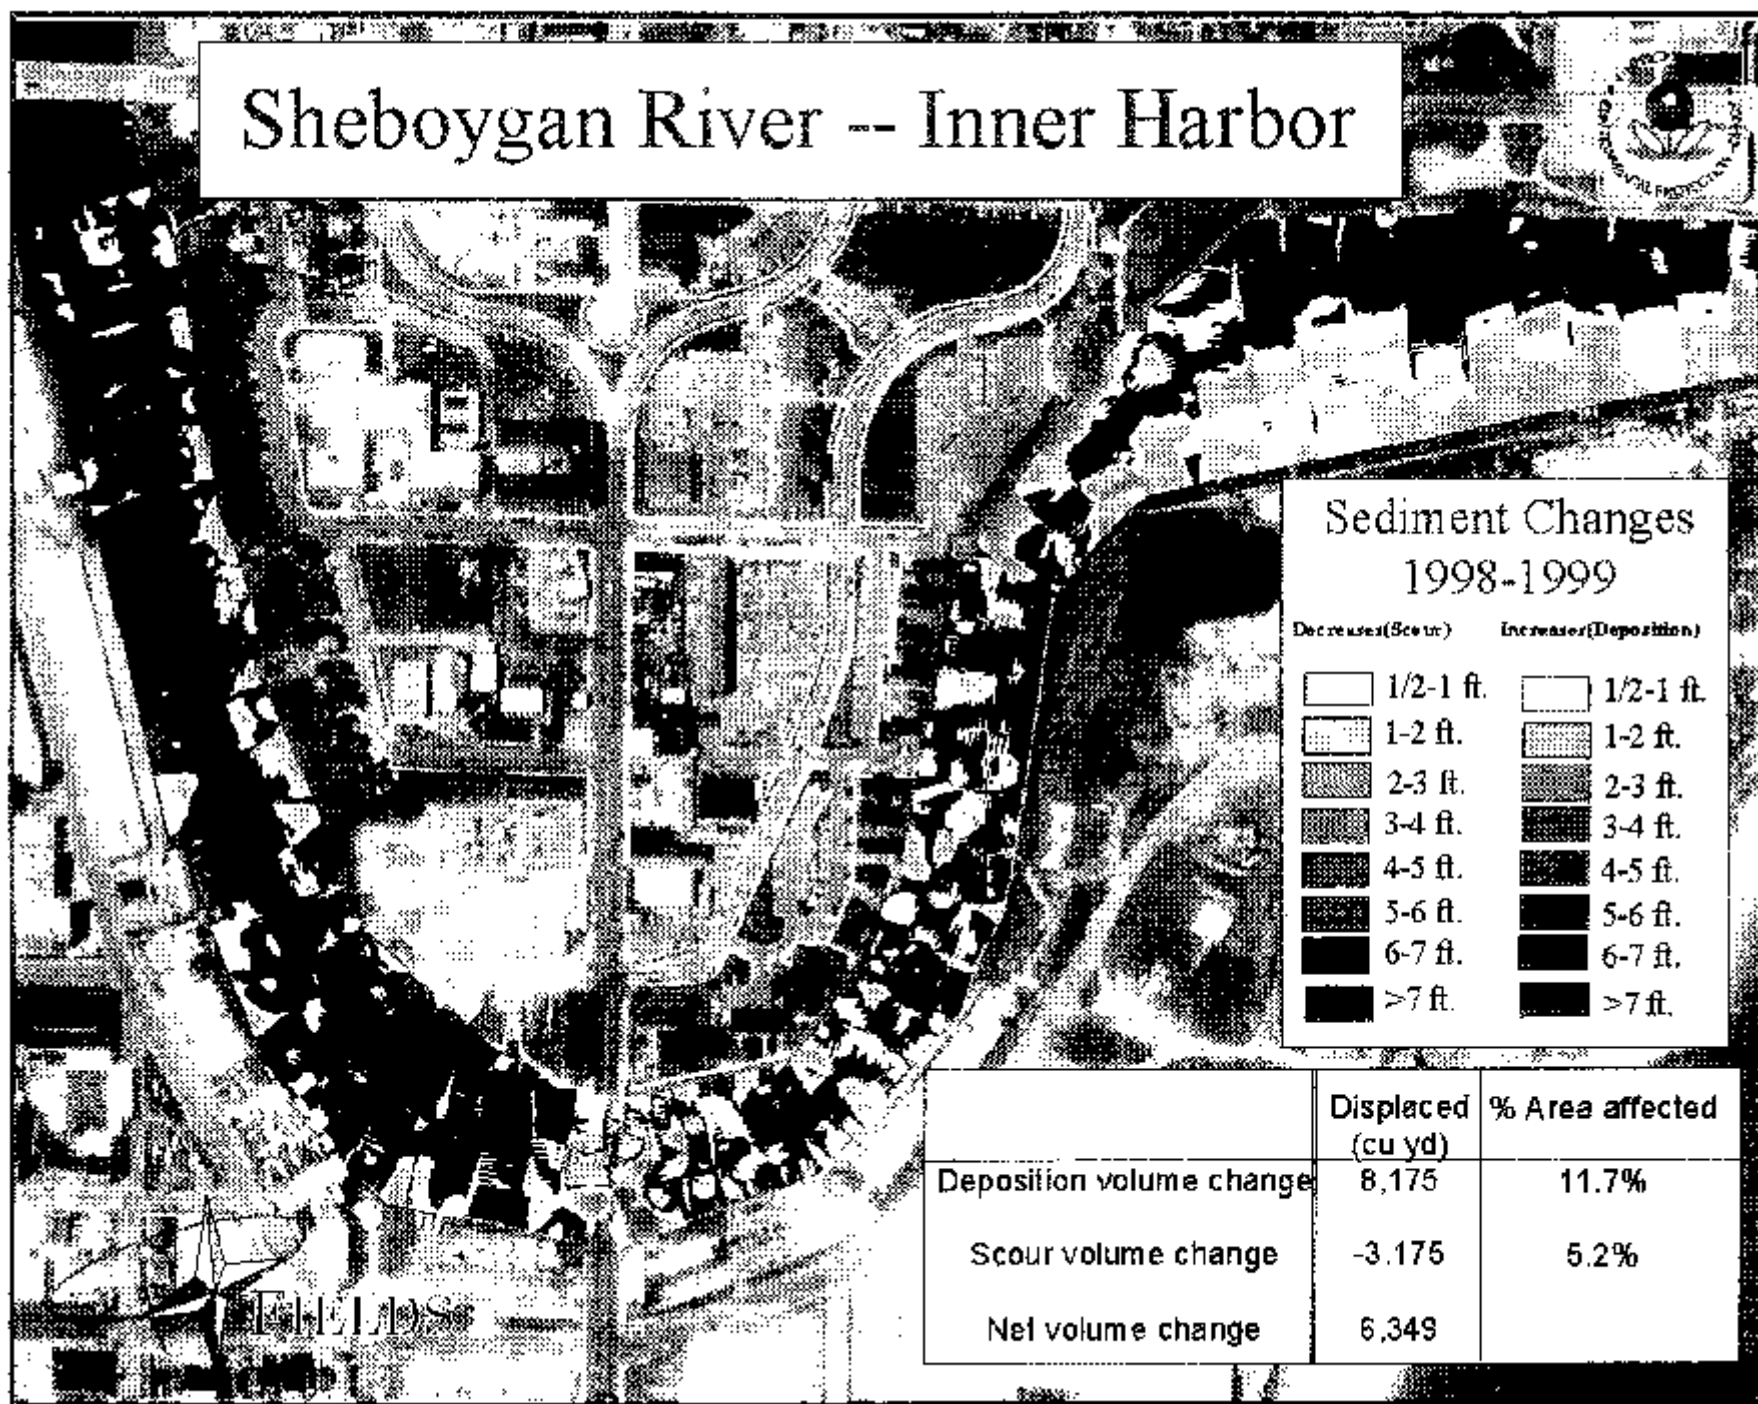 Sheboygan River -- Inner Harbor
Sediment Changes
1998-1999
Decreases(Scour) Increases(Deposition)
1/2-1 ft. 1/2-1 ft.
1-2 ft. 1-2 ft.
2-3 ft. 2-3 ft.
3-4 ft. 3-4 ft.
4-5 ft. 4-5 ft.
5-6 ft. 5-6 ft.
6-7 ft. 6-7 ft.
>7 ft. >7 ft.
Displaced % Area affected
(cu yd)
Deposition volume change 8,175 11.7%
Scour volume change -3.175 5.2%
Net volume change 6,349
FIELDS